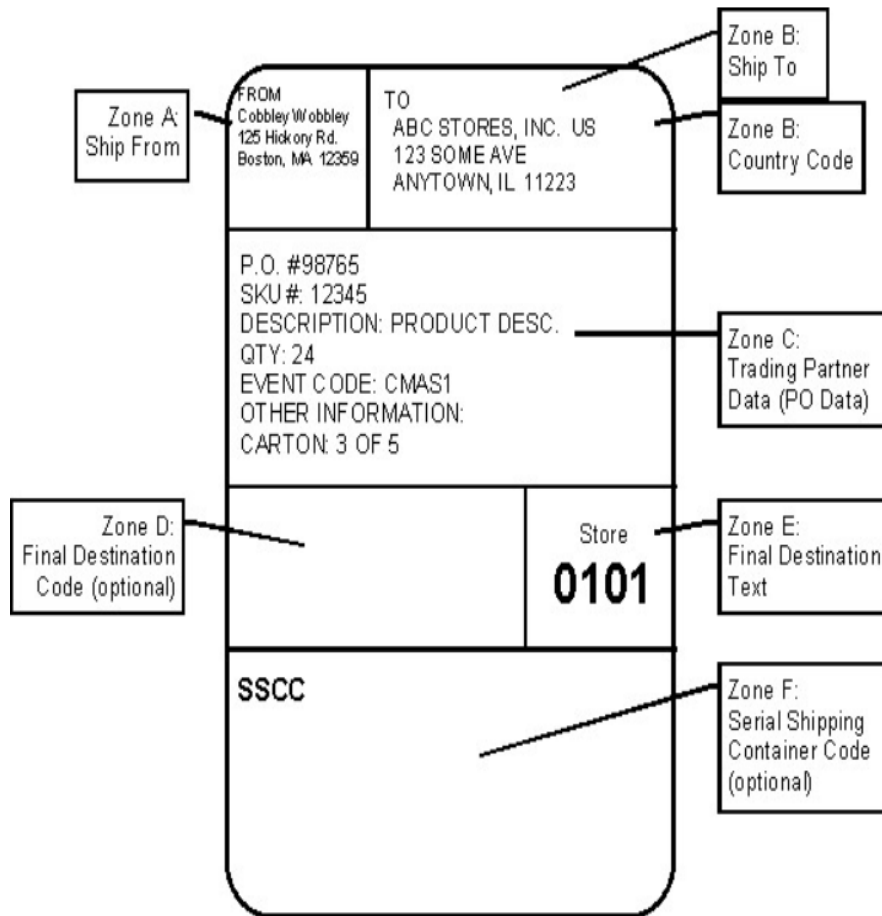 Zone B:
Ship To
Zone A:
Ship From
FROM
Cobbley Wobbley
125 Hickory Rd.
Boston, MA 12359
TO
ABC STORES, INC. US
123 SOME AVE
ANYTOWN, IL 11223
Zone B:
Country Code
P.O. #98765
SKU #: 12345
DESCRIPTION: PRODUCT DESC.
QTY: 24
EVENT CODE: CMAS1
OTHER INFORMATION:
CARTON: 3 OF 5
Zone C:
Trading Partner
Data (PO Data)
Zone D:
Final Destination
Code (optional)
Store
0101
Zone E:
Final Destination
Text
SSCC
Zone F:
Serial Shipping
Container Code
(optional)